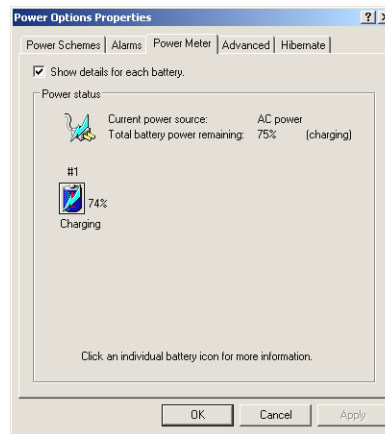 Power Options Properties
Power Schemes Alarms Power Meter Advanced Hibernate
Show details for each battery.
Power status
Current power source: AC power
Total battery power remaining: 75% (charging)
#1
74%
Charging
Click an individual battery icon for more information.
OK Cancel Apply